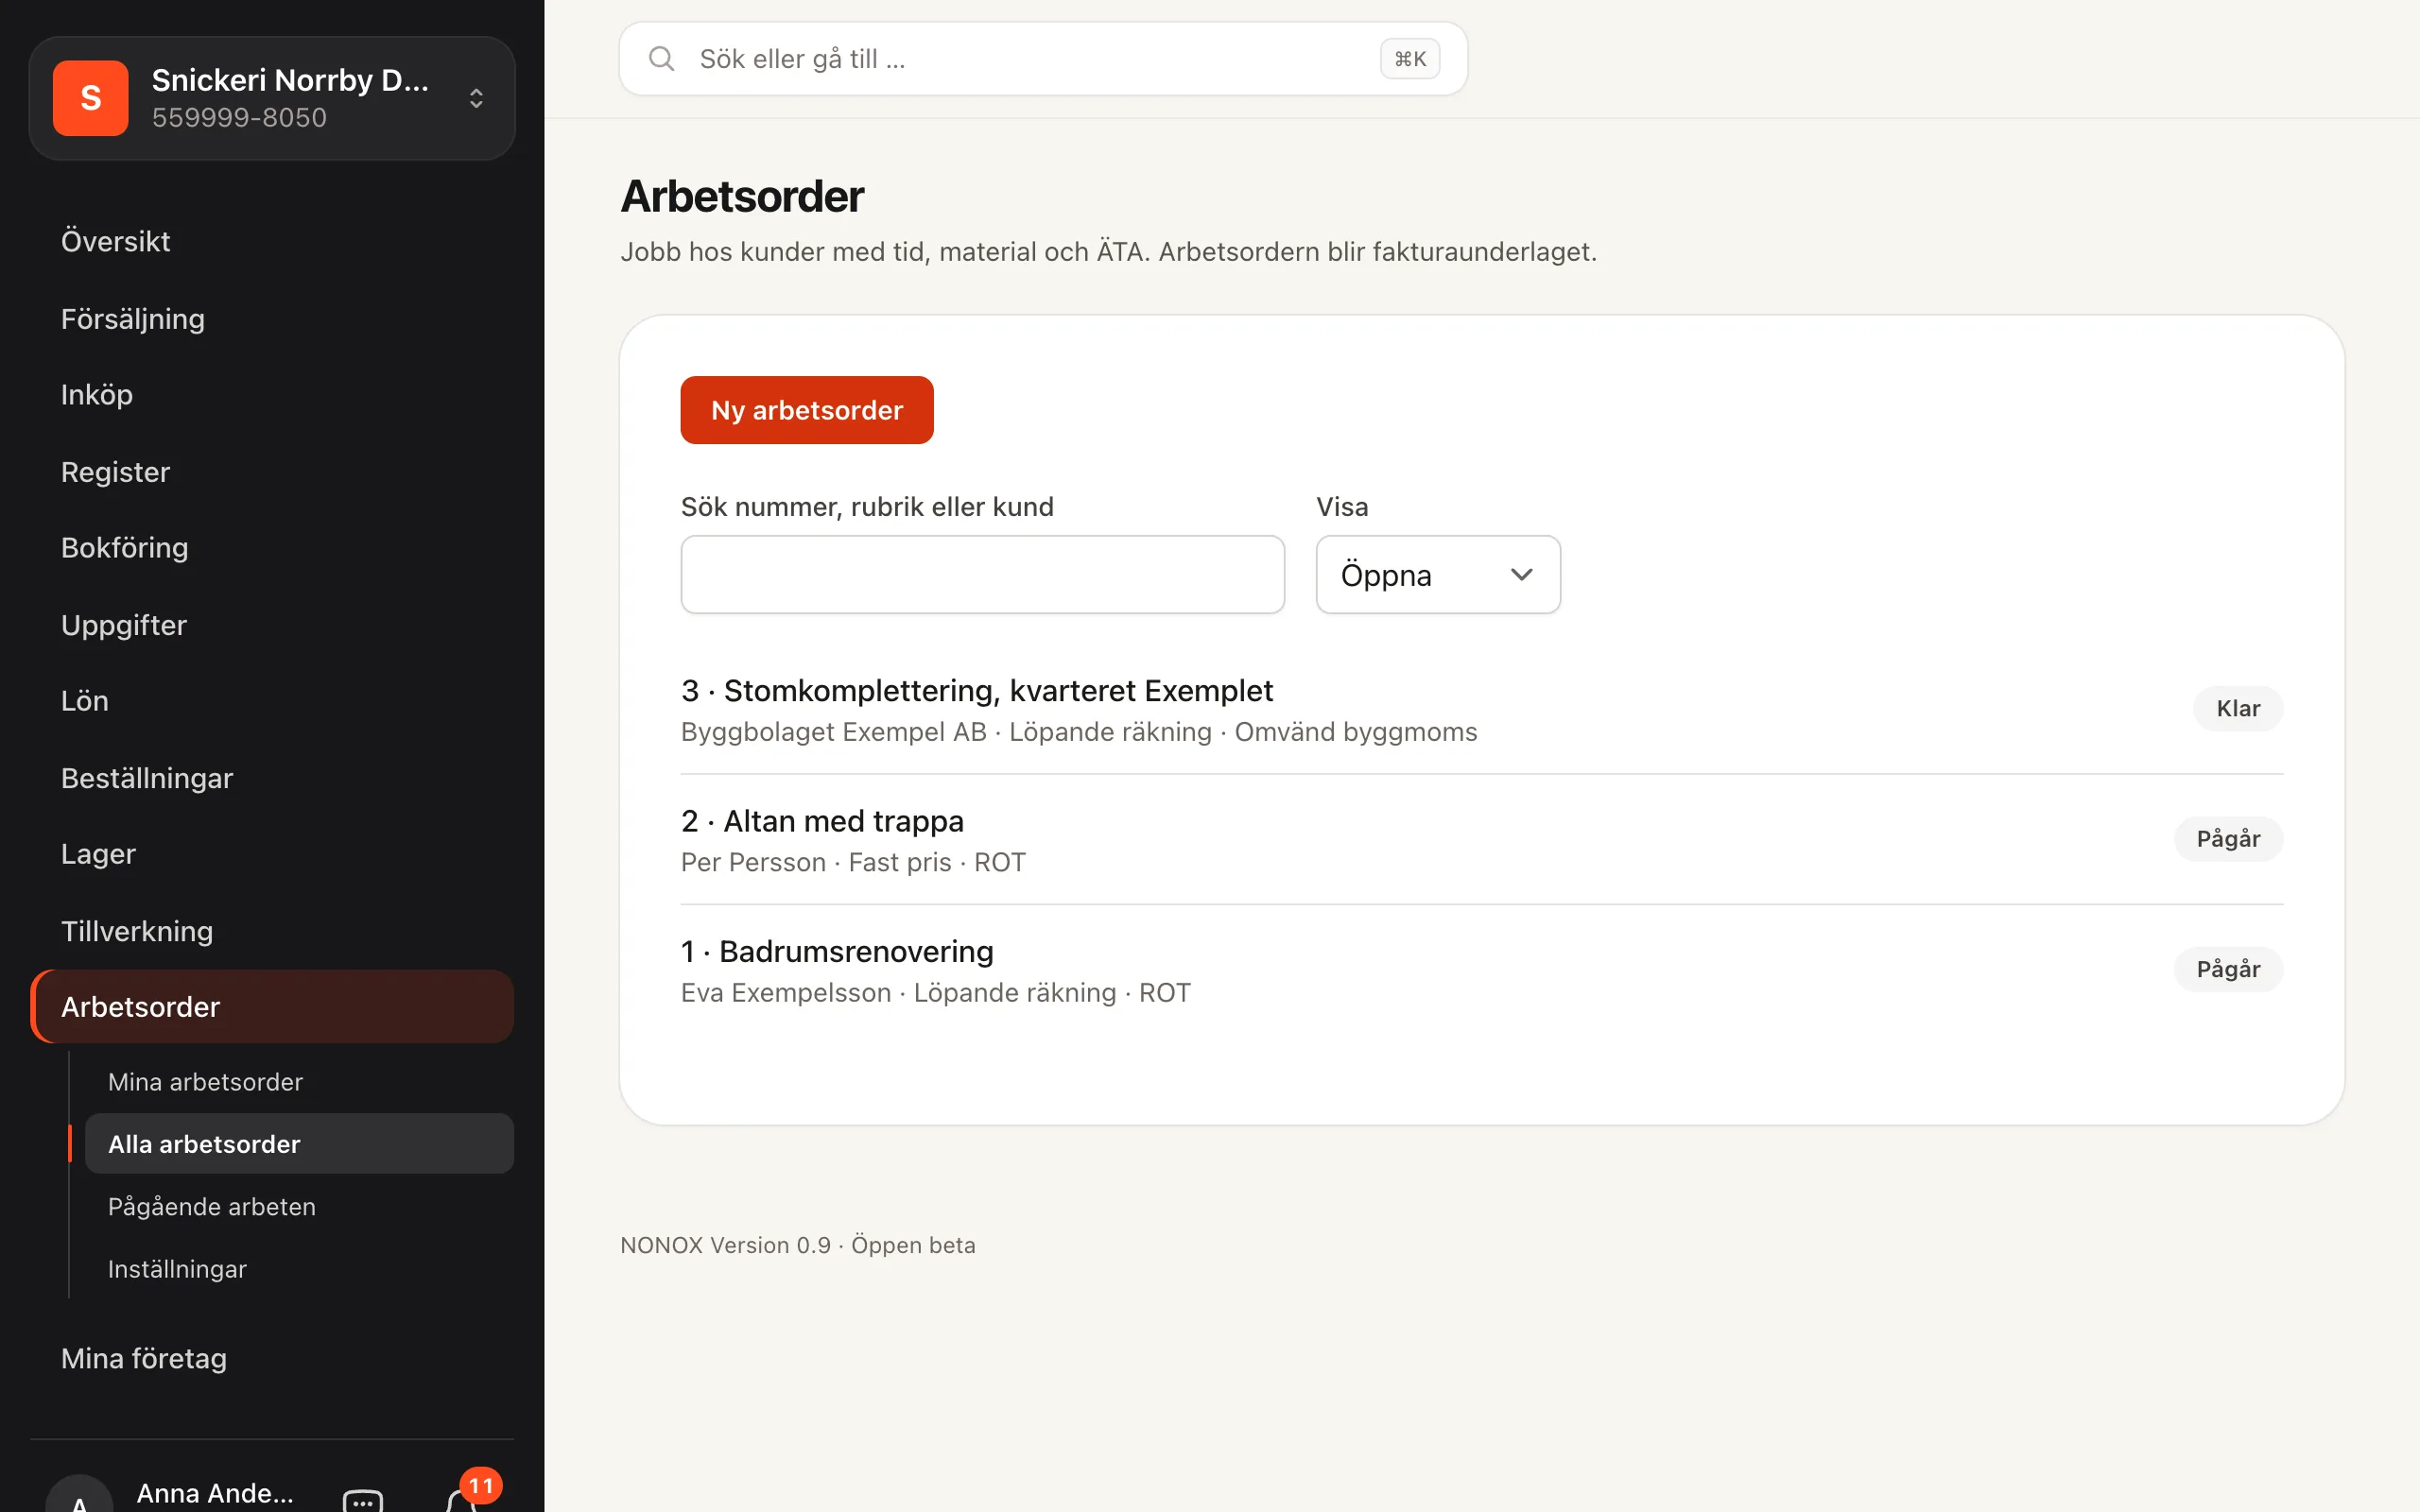 S
Snickeri Norrby D...
559999-8050
Översikt
Försäljning
Inköp
Register
Bokföring
Uppgifter
Lön
Beställningar
Lager
Tillverkning
Arbetsorder
Mina arbetsorder
Alla arbetsorder
Pågående arbeten
Inställningar
Mina företag
A
Anna Ande...
11
Sök eller gå till ...
⌘K
Arbetsorder
Jobb hos kunder med tid, material och ÄTA. Arbetsordern blir fakturaunderlaget.
Ny arbetsorder
Sök nummer, rubrik eller kund
Visa
Öppna
3 · Stomkomplettering, kvarteret Exemplet
Byggbolaget Exempel AB · Löpande räkning · Omvänd byggmoms
Klar
2 · Altan med trappa
Per Persson · Fast pris · ROT
Pågår
1 · Badrumsrenovering
Eva Exempelsson · Löpande räkning · ROT
Pågår
NONOX Version 0.9 · Öppen beta